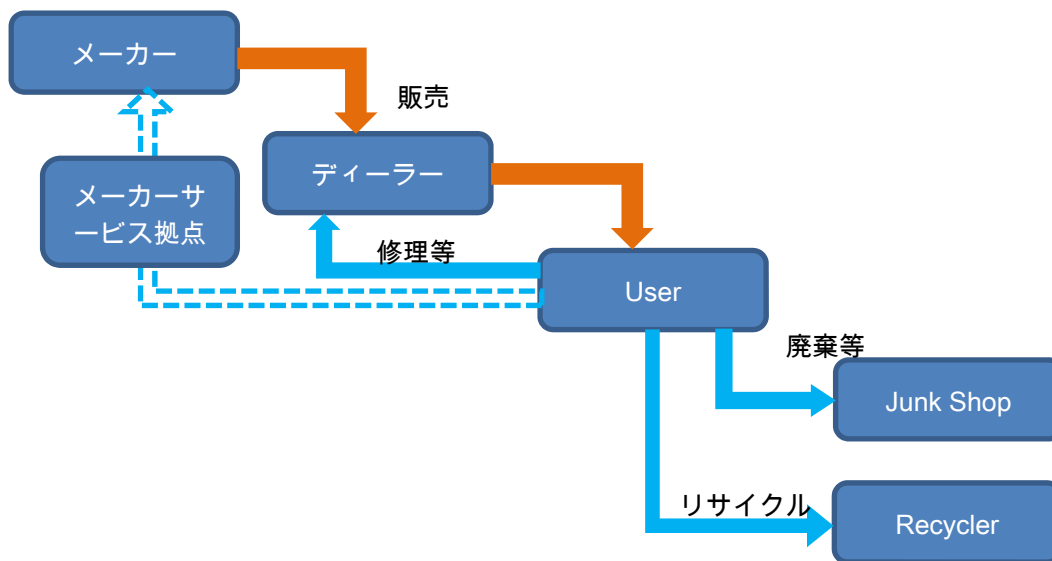 メーカー
販売
ディーラー
メーカーサ
ービス拠点
修理等
User
廃棄等
Junk Shop
リサイクル
Recycler